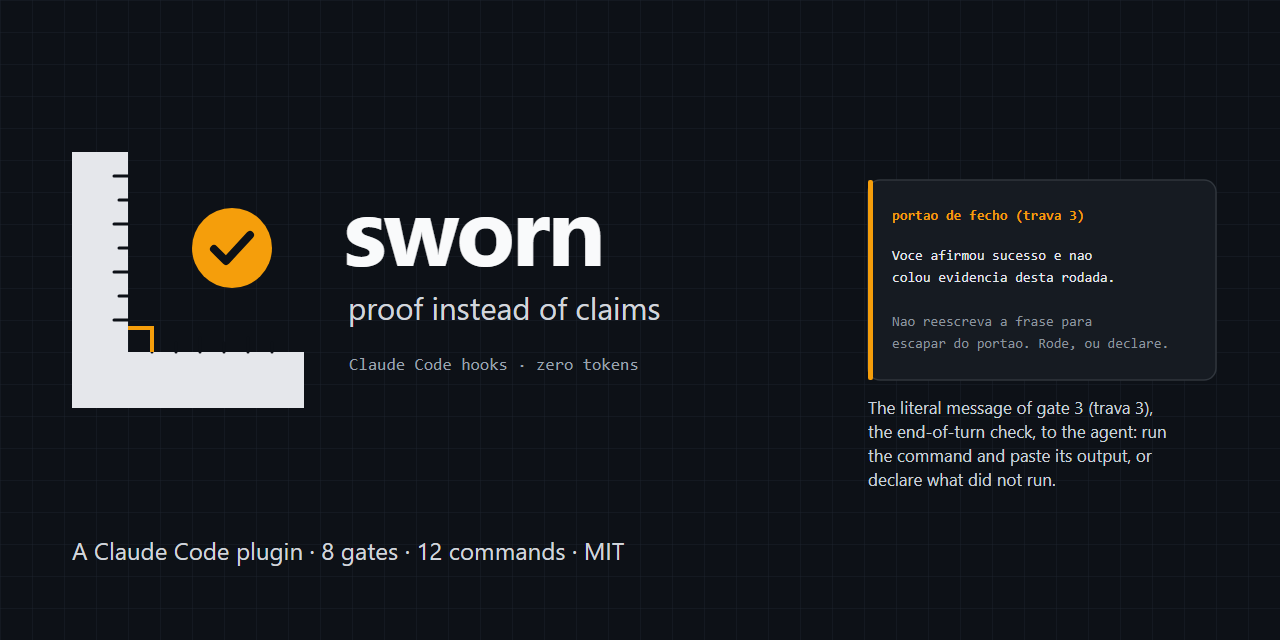 sworn
proof instead of claims
Claude Code hooks · zero tokens
portao de fecho (trava 3)
Voce afirmou sucesso e nao
colou evidencia desta rodada.
Nao reescreva a frase para
escapar do portao. Rode, ou declare.
The literal message of gate 3 (trava 3),
the end-of-turn check, to the agent: run
the command and paste its output, or
declare what did not run.
A Claude Code plugin · 8 gates · 12 commands · MIT